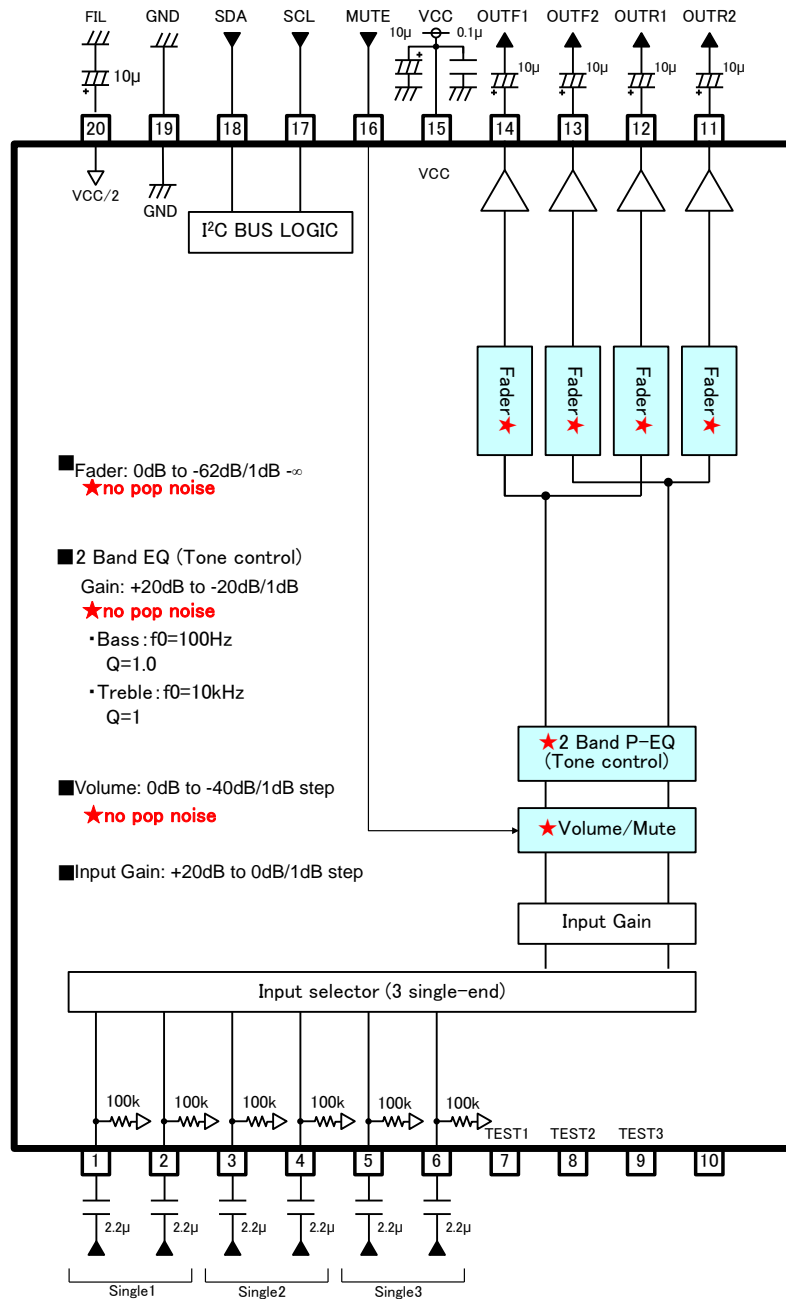 FIL GND SDA SCL MUTE VCC OUTF1 OUTF2 OUTR1 OUTR2
10μ 10μ 0.1μ 10μ 10μ 10μ 10μ
+ + + + + +
20 19 18 17 16 15 14 13 12 11
VCC/2 GND VCC
I²C BUS LOGIC
Fader★ Fader★ Fader★ Fader★
■Fader: 0dB to -62dB/1dB -∞
★no pop noise
■2 Band EQ (Tone control)
Gain: +20dB to -20dB/1dB
★no pop noise
・Bass:f0=100Hz
Q=1.0
・Treble:f0=10kHz
Q=1
★2 Band P-EQ
(Tone control)
■Volume: 0dB to -40dB/1dB step
★no pop noise
★Volume/Mute
■Input Gain: +20dB to 0dB/1dB step
Input Gain
Input selector (3 single-end)
100k 100k 100k 100k 100k 100k
TEST1 TEST2 TEST3
1 2 3 4 5 6 7 8 9 10
2.2μ 2.2μ 2.2μ 2.2μ 2.2μ 2.2μ
Single1 Single2 Single3